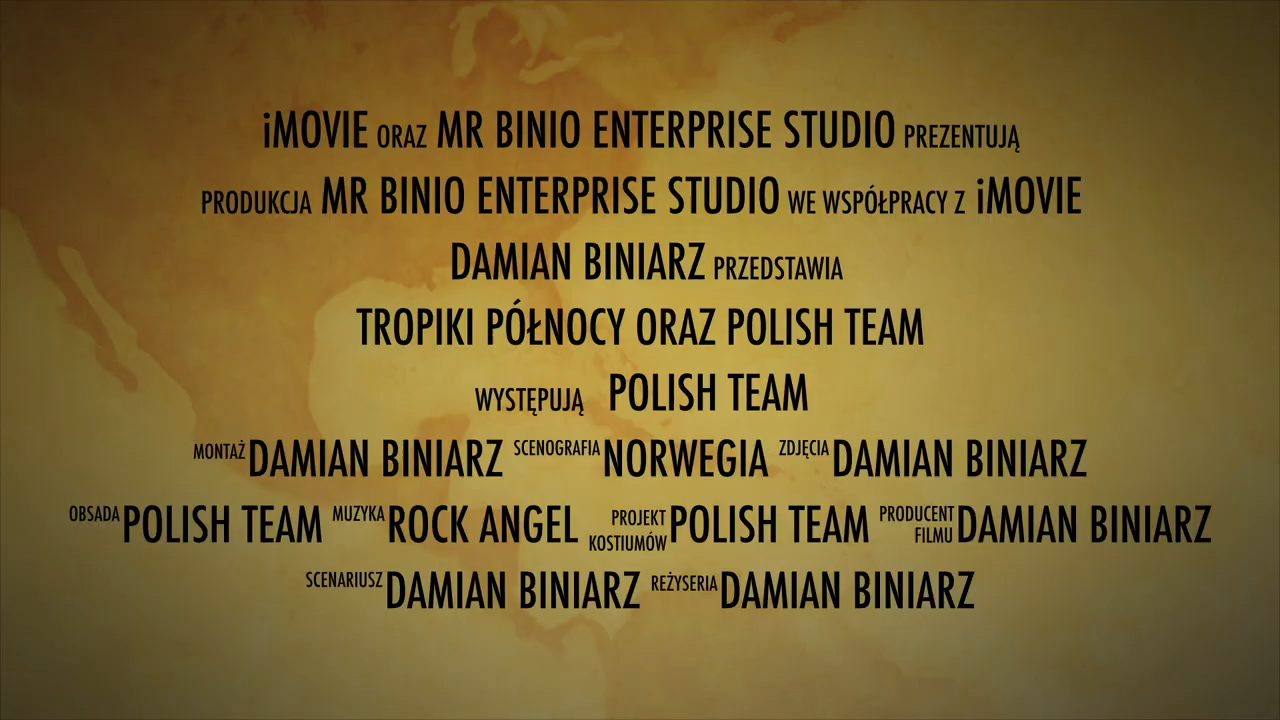 iMOVIE ORAZ MR BINIO ENTERPRISE STUDIO PREZENTUJĄ
PRODUKCJA MR BINIO ENTERPRISE STUDIO WE WSPÓŁPRACY Z iMOVIE
DAMIAN BINIARZ PRZEDSTAWIA
TROPIKI PÓŁNOCY ORAZ POLISH TEAM
WYSTĘPUJĄ POLISH TEAM
MONTAŻ DAMIAN BINIARZ SCENOGRAFIA NORWEGIA ZDJĘCIA DAMIAN BINIARZ
OBSADA POLISH TEAM MUZYKA ROCK ANGEL PROJEKT KOSTIUMÓW POLISH TEAM PRODUCENT FILMU DAMIAN BINIARZ
SCENARIUSZ DAMIAN BINIARZ REŻYSERIA DAMIAN BINIARZ